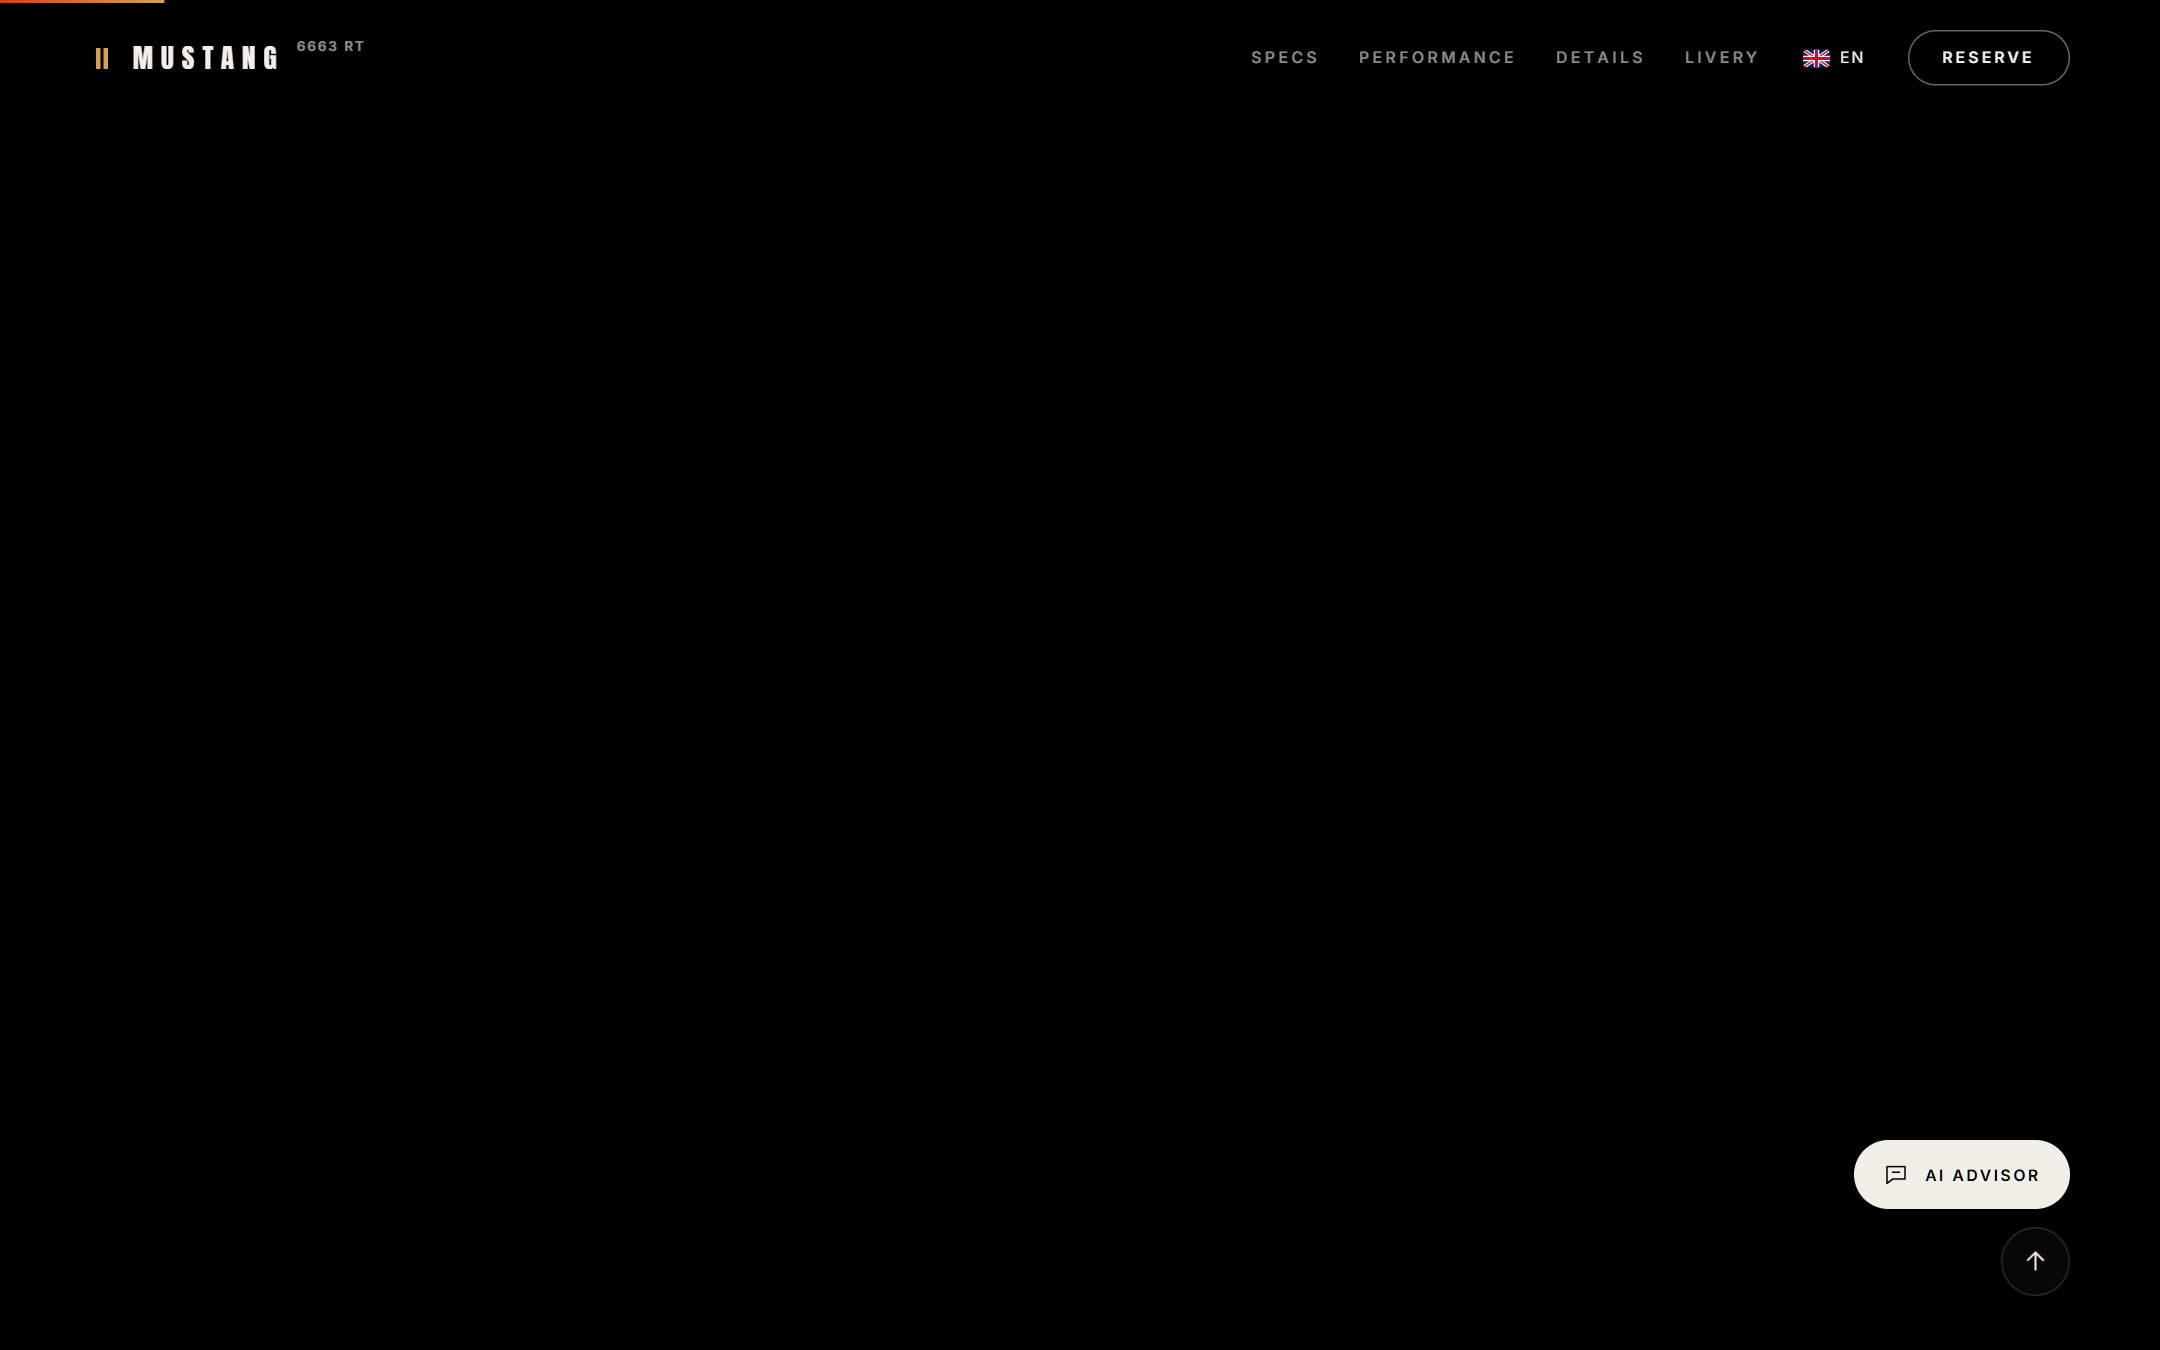 MUSTANG 6663 RT
SPECS PERFORMANCE DETAILS LIVERY EN RESERVE
AI ADVISOR